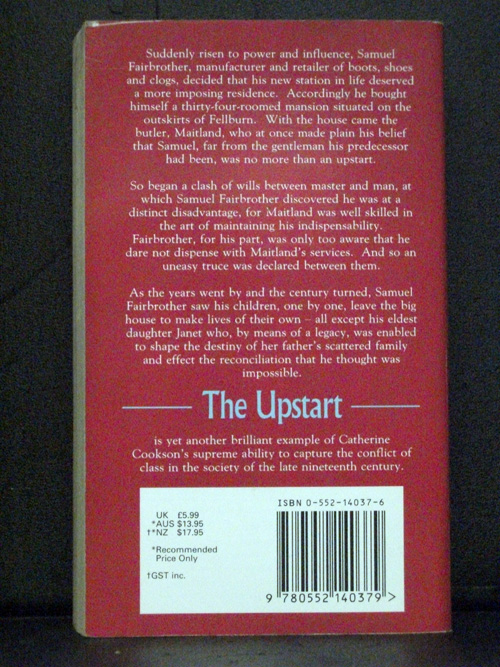 Suddenly risen to power and influence, Samuel
Fairbrother, manufacturer and retailer of boots, shoes
and clogs, decided that his new station in life deserved
a more imposing residence. Accordingly he bought
himself a thirty-four-roomed mansion situated on the
outskirts of Fellburn. With the house came the
butler, Maitland, who at once made plain his belief
that Samuel, far from the gentleman his predecessor
had been, was no more than an upstart.
So began a clash of wills between master and man, at
which Samuel Fairbrother discovered he was at a
distinct disadvantage, for Maitland was well skilled in
the art of maintaining his indispensability.
Fairbrother, for his part, was only too aware that he
dare not dispense with Maitland's services. And so an
uneasy truce was declared between them.
As the years went by and the century turned, Samuel
Fairbrother saw his children, one by one, leave the big
house to make lives of their own – all except his eldest
daughter Janet who, by means of a legacy, was enabled
to shape the destiny of her father's scattered family
and effect the reconciliation that he thought was
impossible.
The Upstart
is yet another brilliant example of Catherine
Cookson's supreme ability to capture the conflict of
class in the society of the late nineteenth century.
UK £5.99
*AUS $13.95
†*NZ $17.95
*Recommended
Price Only
†GST inc.
ISBN 0-552-14037-6
9 780552 140379 >